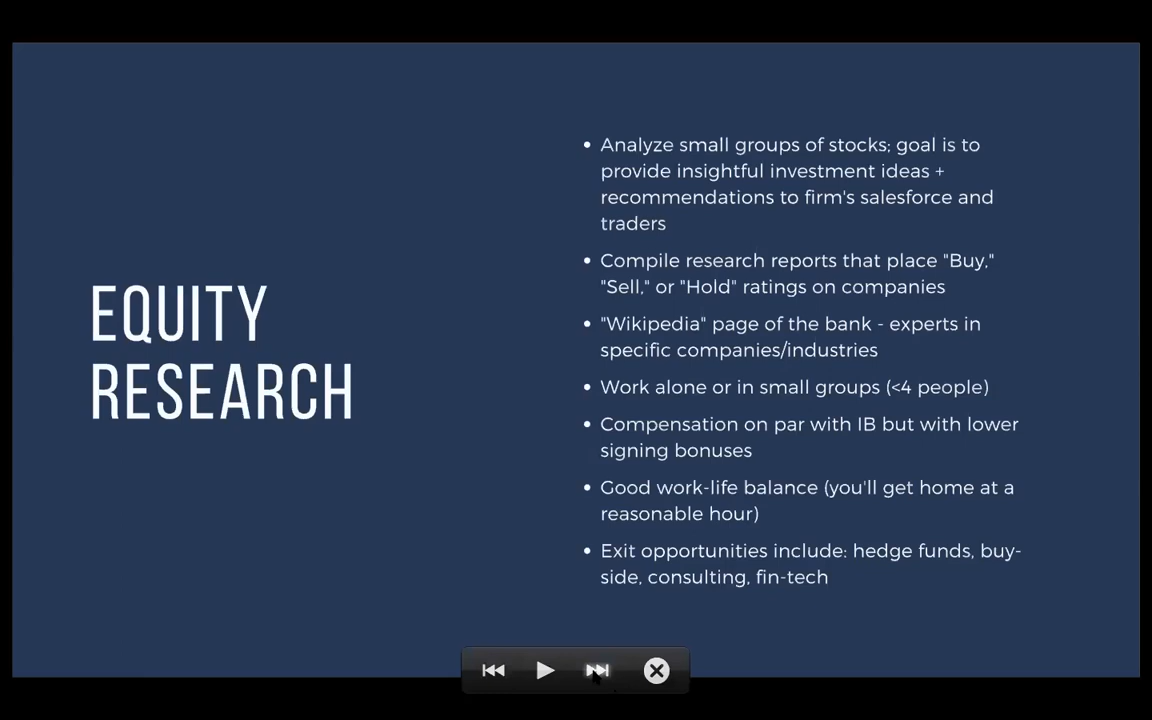 EQUITY
RESEARCH
• Analyze small groups of stocks; goal is to
provide insightful investment ideas +
recommendations to firm's salesforce and
traders
• Compile research reports that place "Buy,"
"Sell," or "Hold" ratings on companies
• "Wikipedia" page of the bank - experts in
specific companies/industries
• Work alone or in small groups (<4 people)
• Compensation on par with IB but with lower
signing bonuses
• Good work-life balance (you'll get home at a
reasonable hour)
• Exit opportunities include: hedge funds, buy-
side, consulting, fin-tech